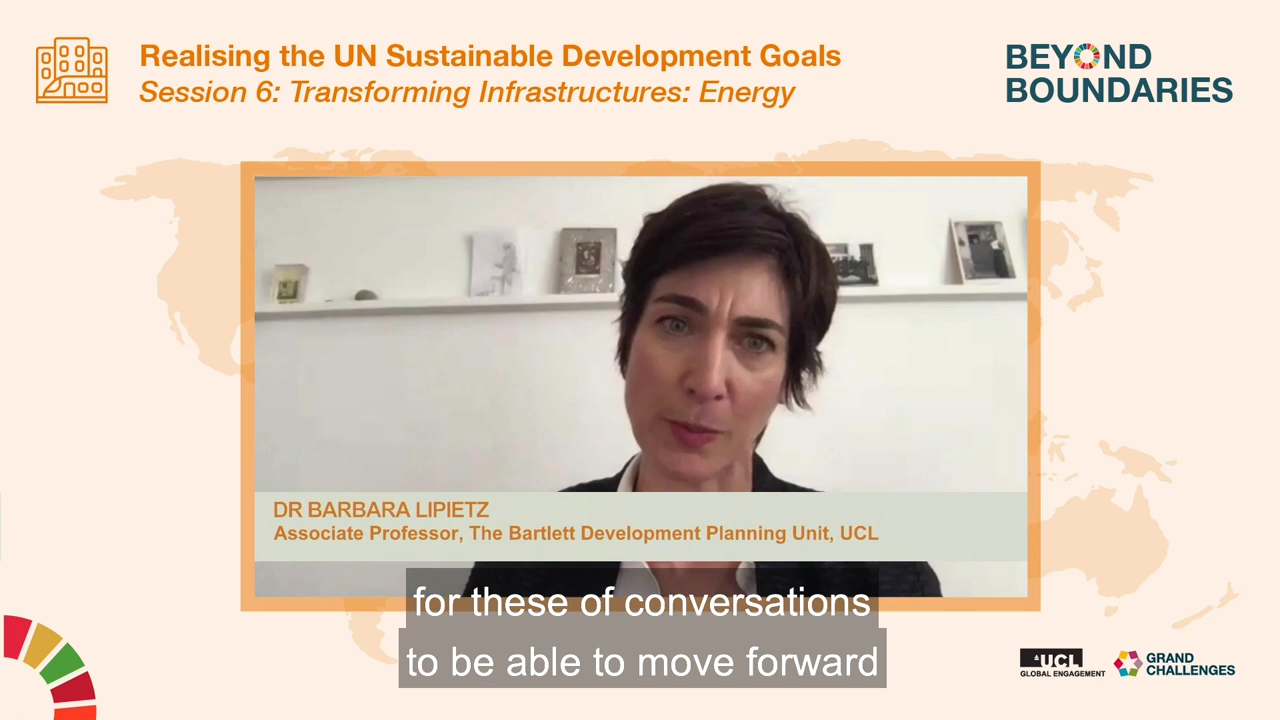 Realising the UN Sustainable Development Goals
Session 6: Transforming Infrastructures: Energy
BEYOND
BOUNDARIES
DR BARBARA LIPIETZ
Associate Professor, The Bartlett Development Planning Unit, UCL
for these of conversations
to be able to move forward
UCL
GLOBAL ENGAGEMENT
GRAND
CHALLENGES